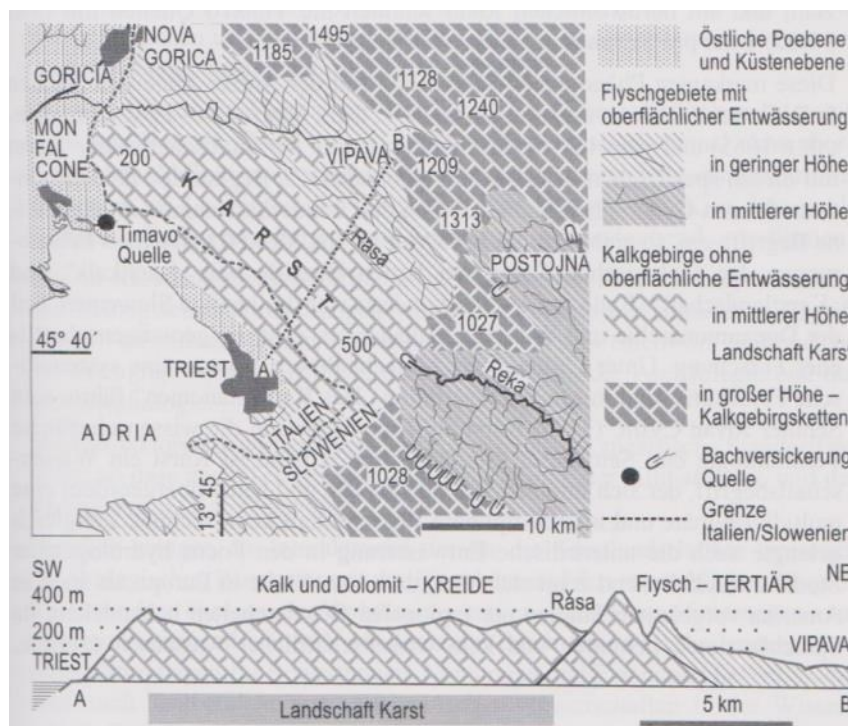 NOVA
GORICA
GORICIA
MON
FAL
CONE
200
1185
1495
1128
1240
B
VIPAVA
1209
1313
KARST
Rasa
Timavo
Quelle
POSTOJNA
1027
45° 40´
500
TRIEST
A
Reka
ADRIA
ITALIEN
SLOWENIEN
1028
13° 45´
10 km
Östliche Poebene
und Küstenebene
Flyschgebiete mit
oberflächlicher Entwässerung
in geringer Höhe
in mittlerer Höhe
Kalkgebirge ohne
oberflächliche Entwässerung
in mittlerer Höhe
Landschaft Karst
in großer Höhe –
Kalkgebirgsketten
Bachversickerung
Quelle
Grenze
Italien/Slowenien
SW
NE
400 m
200 m
TRIEST
A
Kalk und Dolomit – KREIDE
Răsa
Flysch - TERTIÄR
VIPAVA
B
Landschaft Karst
5 km